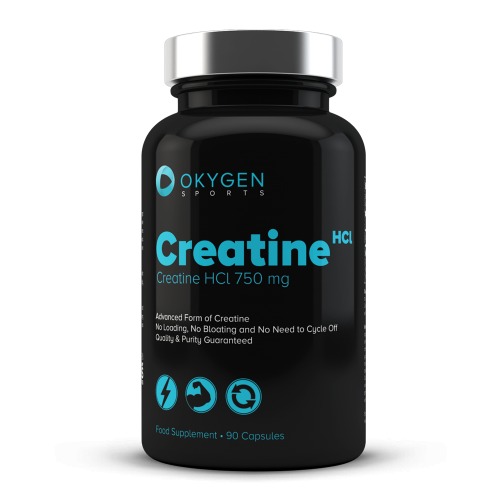 OKYGEN
SPORTS
Creatine HCl
Creatine HCl 750 mg
Advanced Form of Creatine
No Loading, No Bloating and No Need to Cycle Off
Quality & Purity Guaranteed
Food Supplement • 90 Capsules